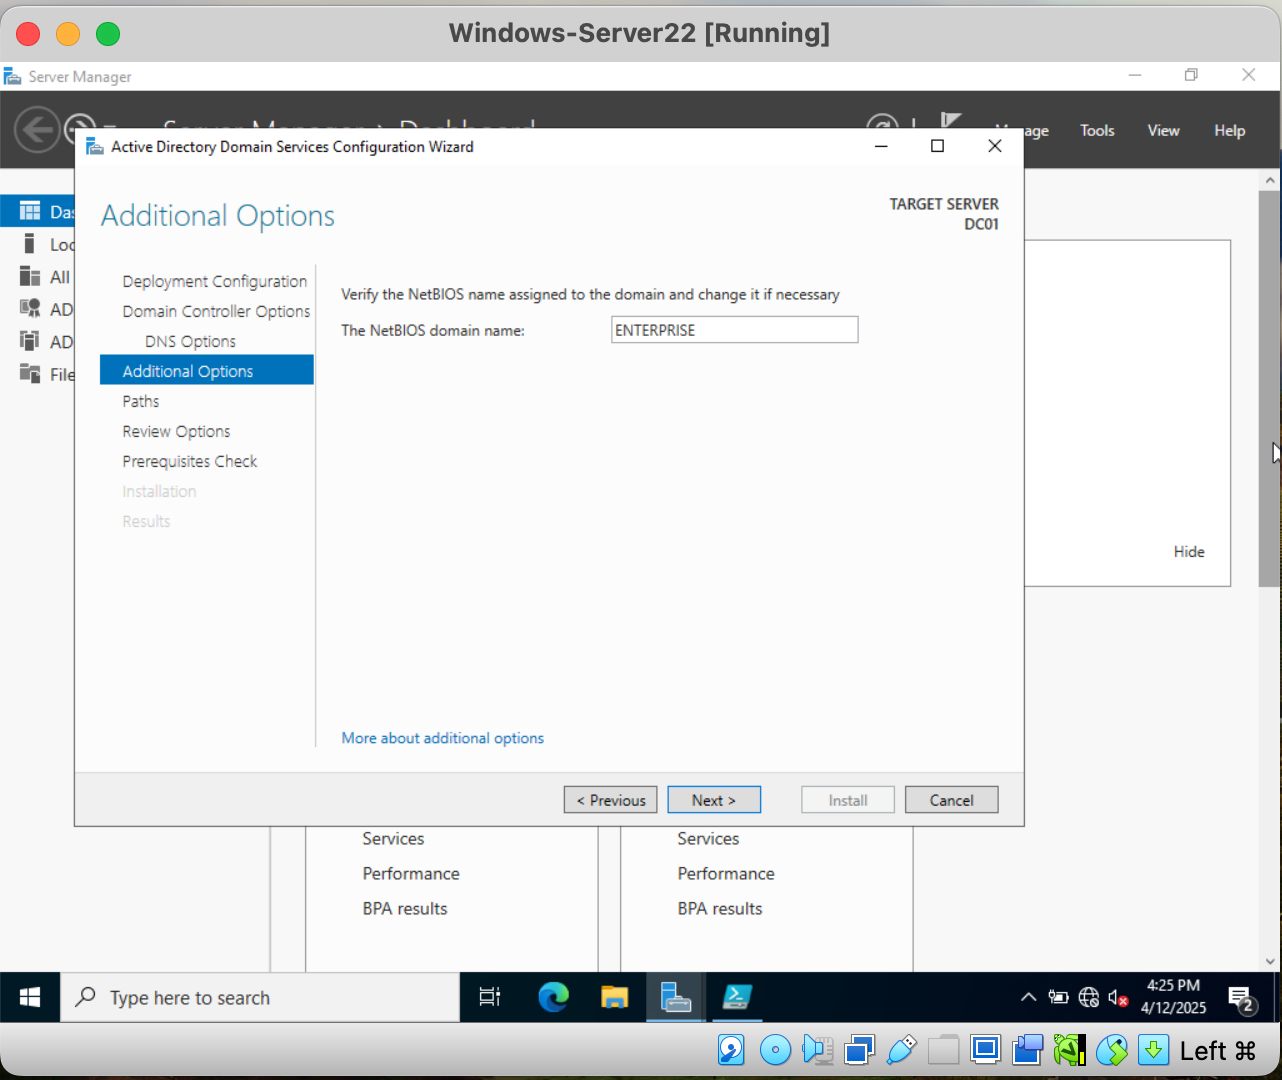 Windows-Server22 [Running]
Server Manager
Server Manager › Dashboard
Manage Tools View Help
Active Directory Domain Services Configuration Wizard
Additional Options
TARGET SERVER
DC01
Das
Loc
All
AD
AD
File
Deployment Configuration
Domain Controller Options
DNS Options
Additional Options
Paths
Review Options
Prerequisites Check
Installation
Results
Verify the NetBIOS name assigned to the domain and change it if necessary
The NetBIOS domain name: ENTERPRISE
Hide
More about additional options
< Previous Next > Install Cancel
Services Services
Performance Performance
BPA results BPA results
Type here to search
4:25 PM
4/12/2025
2
Left ⌘